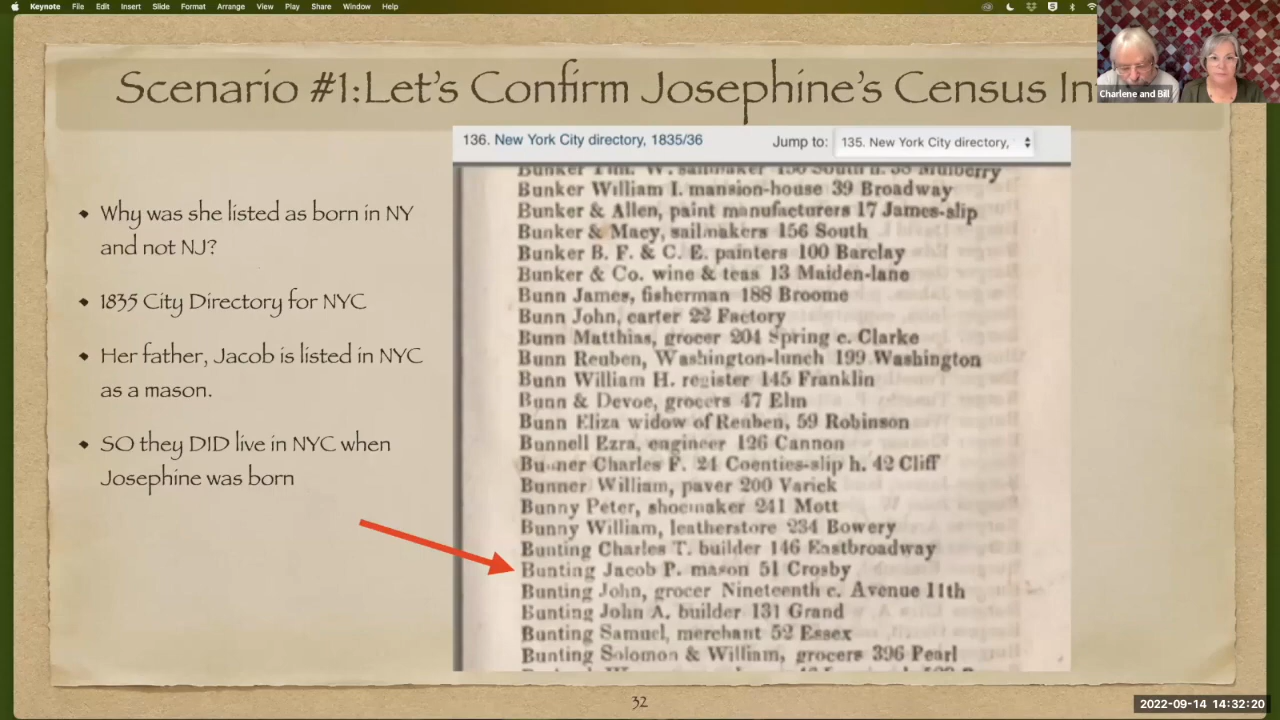 Keynote File Edit Insert Slide Format Arrange View Play Share Window Help
Scenario #1:Let's Confirm Josephine's Census In
Charlene and Bill
136. New York City directory, 1835/36 Jump to: 135. New York City directory,
Why was she listed as born in NY
and not NJ?
1835 City Directory for NYC
Her father, Jacob is listed in NYC
as a mason.
SO they DID live in NYC when
Josephine was born
Mulberry
Bunker William I. mansion-house 39 Broadway
Bunker & Allen, paint manufacturers 17 James-slip
Bunker & Macy, sailmakers 156 South
Bunker B. F. & C. E. painters 100 Barclay
Bunker & Co. wine & teas 13 Maiden-lane
Bunn James, fisherman 188 Broome
Bunn John, carter 22 Factory
Bunn Matthias, grocer 204 Spring c. Clarke
Bunn Reuben, Washington-lunch 199 Washington
Bunn William H. register 145 Franklin
Bunn & Devoe, grocers 47 Elm
Bunn Eliza widow of Reuben, 59 Robinson
Bunnell Ezra, engineer 126 Cannon
Bunner Charles F. 24 Coenties-slip h. 42 Cliff
Bunner William, paver 200 Varick
Bunny Peter, shoemaker 241 Mott
Bunny William, leatherstore 234 Bowery
Bunting Charles T. builder 146 Eastbroadway
Bunting Jacob P. mason 51 Crosby
Bunting John, grocer Nineteenth c. Avenue 11th
Bunting John A. builder 131 Grand
Bunting Samuel, merchant 52 Essex
Bunting Solomon & William, grocers 396 Pearl
32
2022-09-14 14:32:20